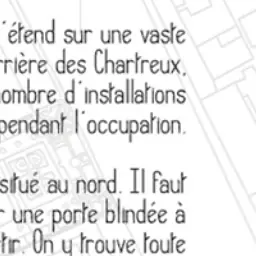 s'étend sur une vaste
rrière des Chartreux,
nombre d'installations
pendant l'occupation.
situé au nord. Il faut
r une porte blindée à
tir. On y trouve toute